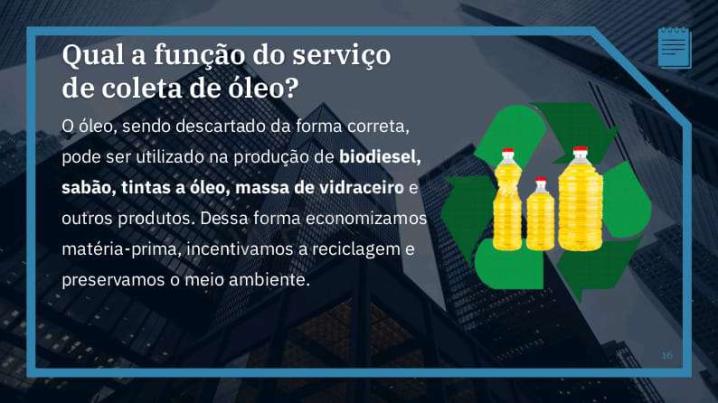 Qual a função do serviço
de coleta de óleo?
O óleo, sendo descartado da forma correta,
pode ser utilizado na produção de biodiesel,
sabão, tintas a óleo, massa de vidraceiro e
outros produtos. Dessa forma economizamos
matéria-prima, incentivamos a reciclagem e
preservamos o meio ambiente.
16